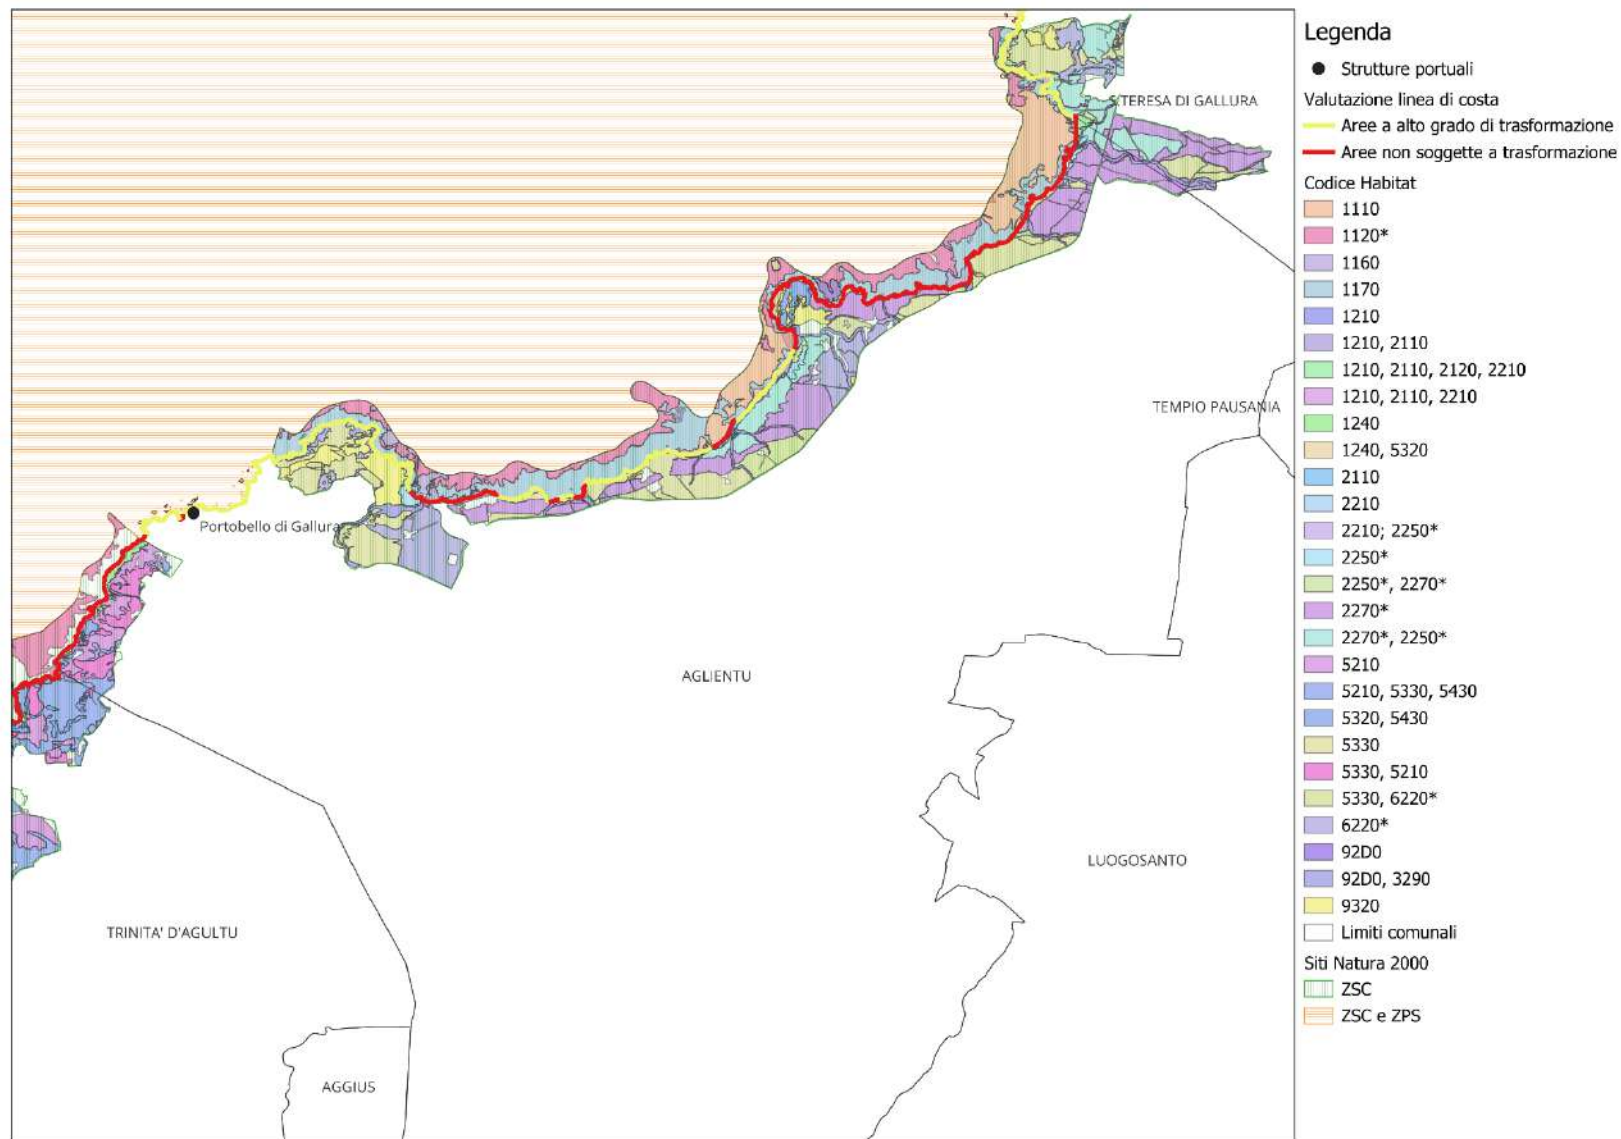 S.TERESA DI GALLURA
TEMPIO PAUSANIA
Portobello di Gallura
AGLIENTU
LUOGOSANTO
TRINITA' D'AGULTU
AGGIUS
Legenda
Strutture portuali
Valutazione linea di costa
Aree a alto grado di trasformazione
Aree non soggette a trasformazione
Codice Habitat
1110
1120*
1160
1170
1210
1210, 2110
1210, 2110, 2120, 2210
1210, 2110, 2210
1240
1240, 5320
2110
2210
2210; 2250*
2250*
2250*, 2270*
2270*
2270*, 2250*
5210
5210, 5330, 5430
5320, 5430
5330
5330, 5210
5330, 6220*
6220*
92D0
92D0, 3290
9320
Limiti comunali
Siti Natura 2000
ZSC
ZSC e ZPS